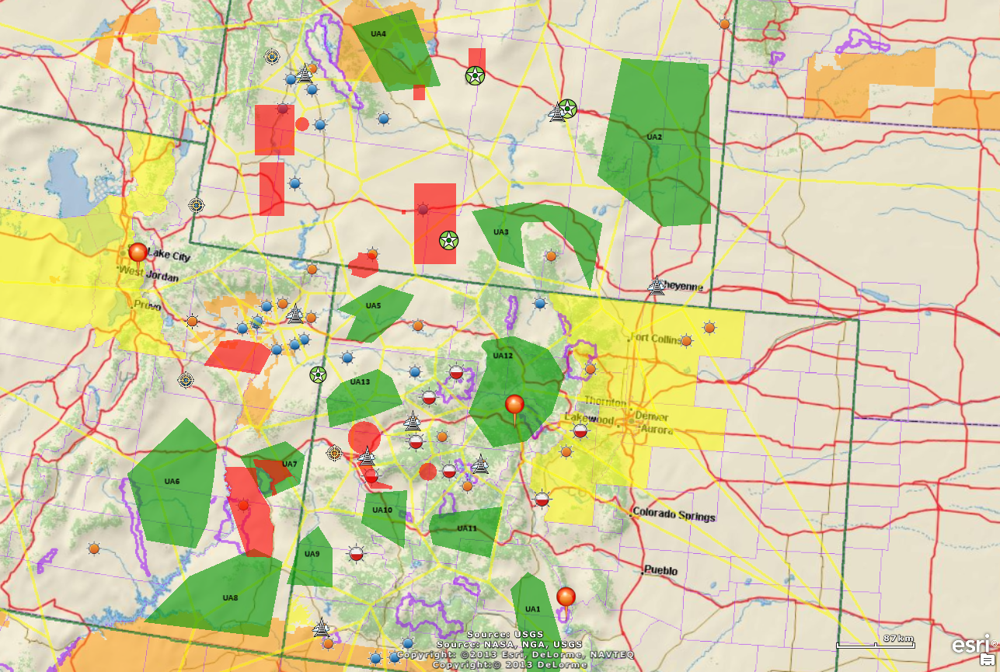 UA4
UA2
UA3
Lake City
West Jordan
Provo
Cheyenne
UA5
Fort Collins
UA12
UA13
Thornton
Lakewood
Denver
Aurora
UA7
UA6
UA10
Colorado Springs
UA11
UA9
Pueblo
UA8
UA1
Source: USGS
Source: NASA, NGA, USGS
Copyright: ©2013 Esri, DeLorme, NAVTEQ
Copyright:© 2013 DeLorme
87km
esri®